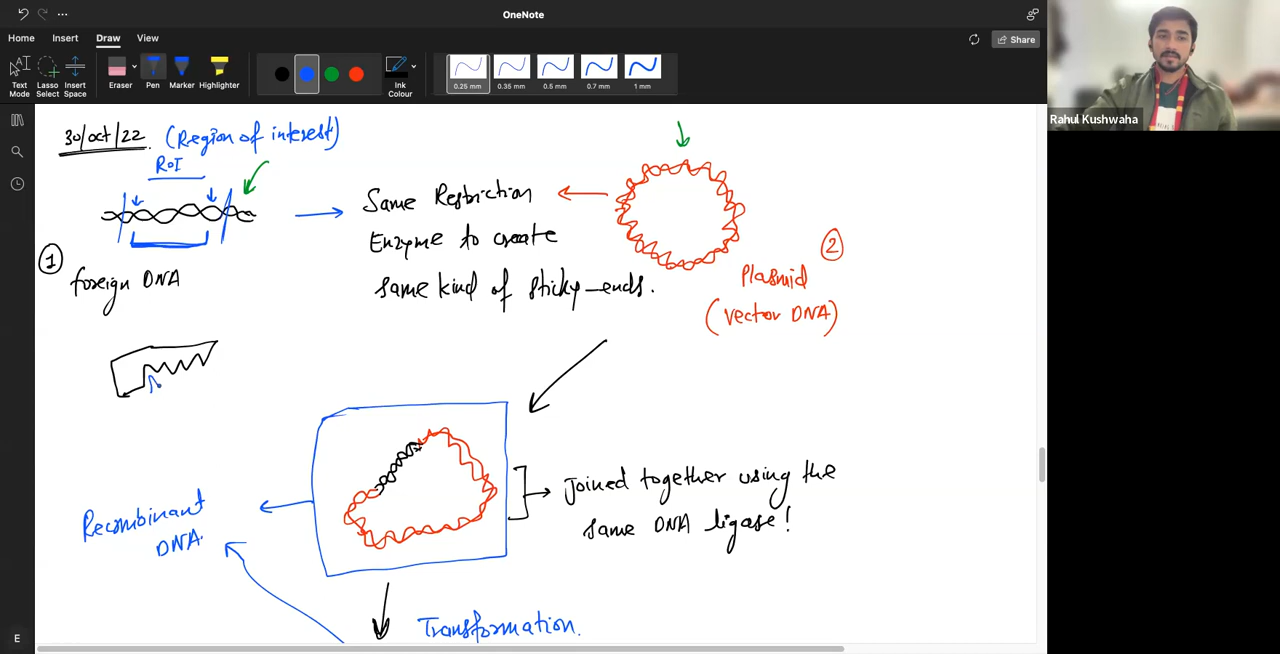 OneNote
Home Insert Draw View
Share
Text Mode
Lasso Select
Insert Space
Eraser
Pen
Marker
Highlighter
Ink Colour
0.25 mm
0.35 mm
0.5 mm
0.7 mm
1 mm
Rahul Kushwaha
30/oct/22. (Region of interest)
ROI
Same Restriction
Enzyme to create
same kind of sticky-ends.
1
foreign DNA
2
Plasmid
(vector DNA)
Joined together using the
same DNA ligase!
Recombinant
DNA.
Transformation.
E